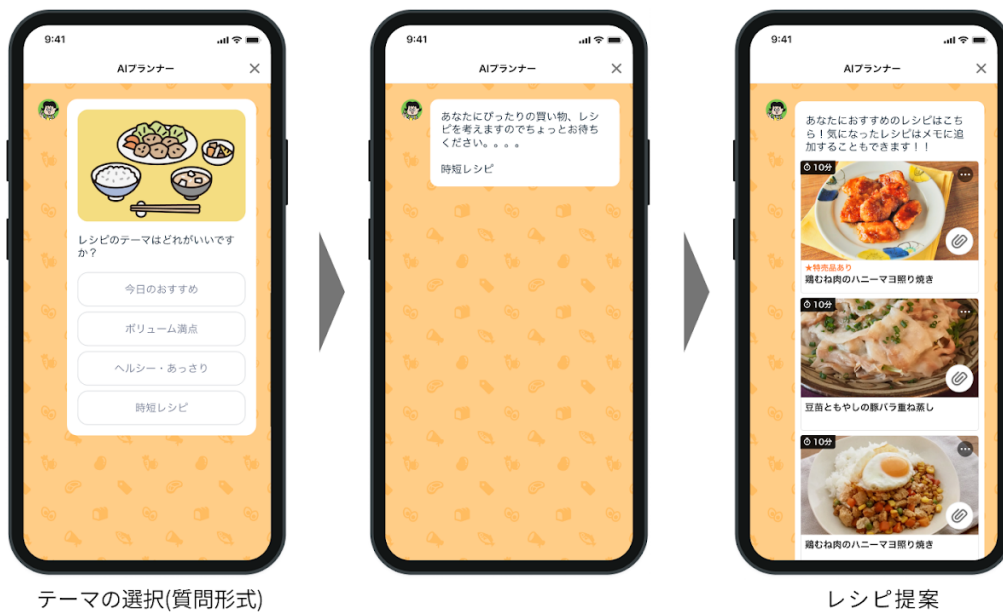 9:41
AIプランナー
レシピのテーマはどれがいいです
か？
今日のおすすめ
ボリューム満点
ヘルシー・あっさり
時短レシピ
9:41
AIプランナー
あなたにぴったりの買い物、レシ
ピを考えますのでちょっとお待ち
ください。。。。
時短レシピ
9:41
AIプランナー
あなたにおすすめのレシピはこち
ら！気になったレシピはメモに追
加することもできます！！
10分
★特売品あり
鶏むね肉のハニーマヨ照り焼き
10分
豆苗ともやしの豚バラ重ね蒸し
10分
鶏むね肉のハニーマヨ照り焼き
テーマの選択(質問形式)
レシピ提案